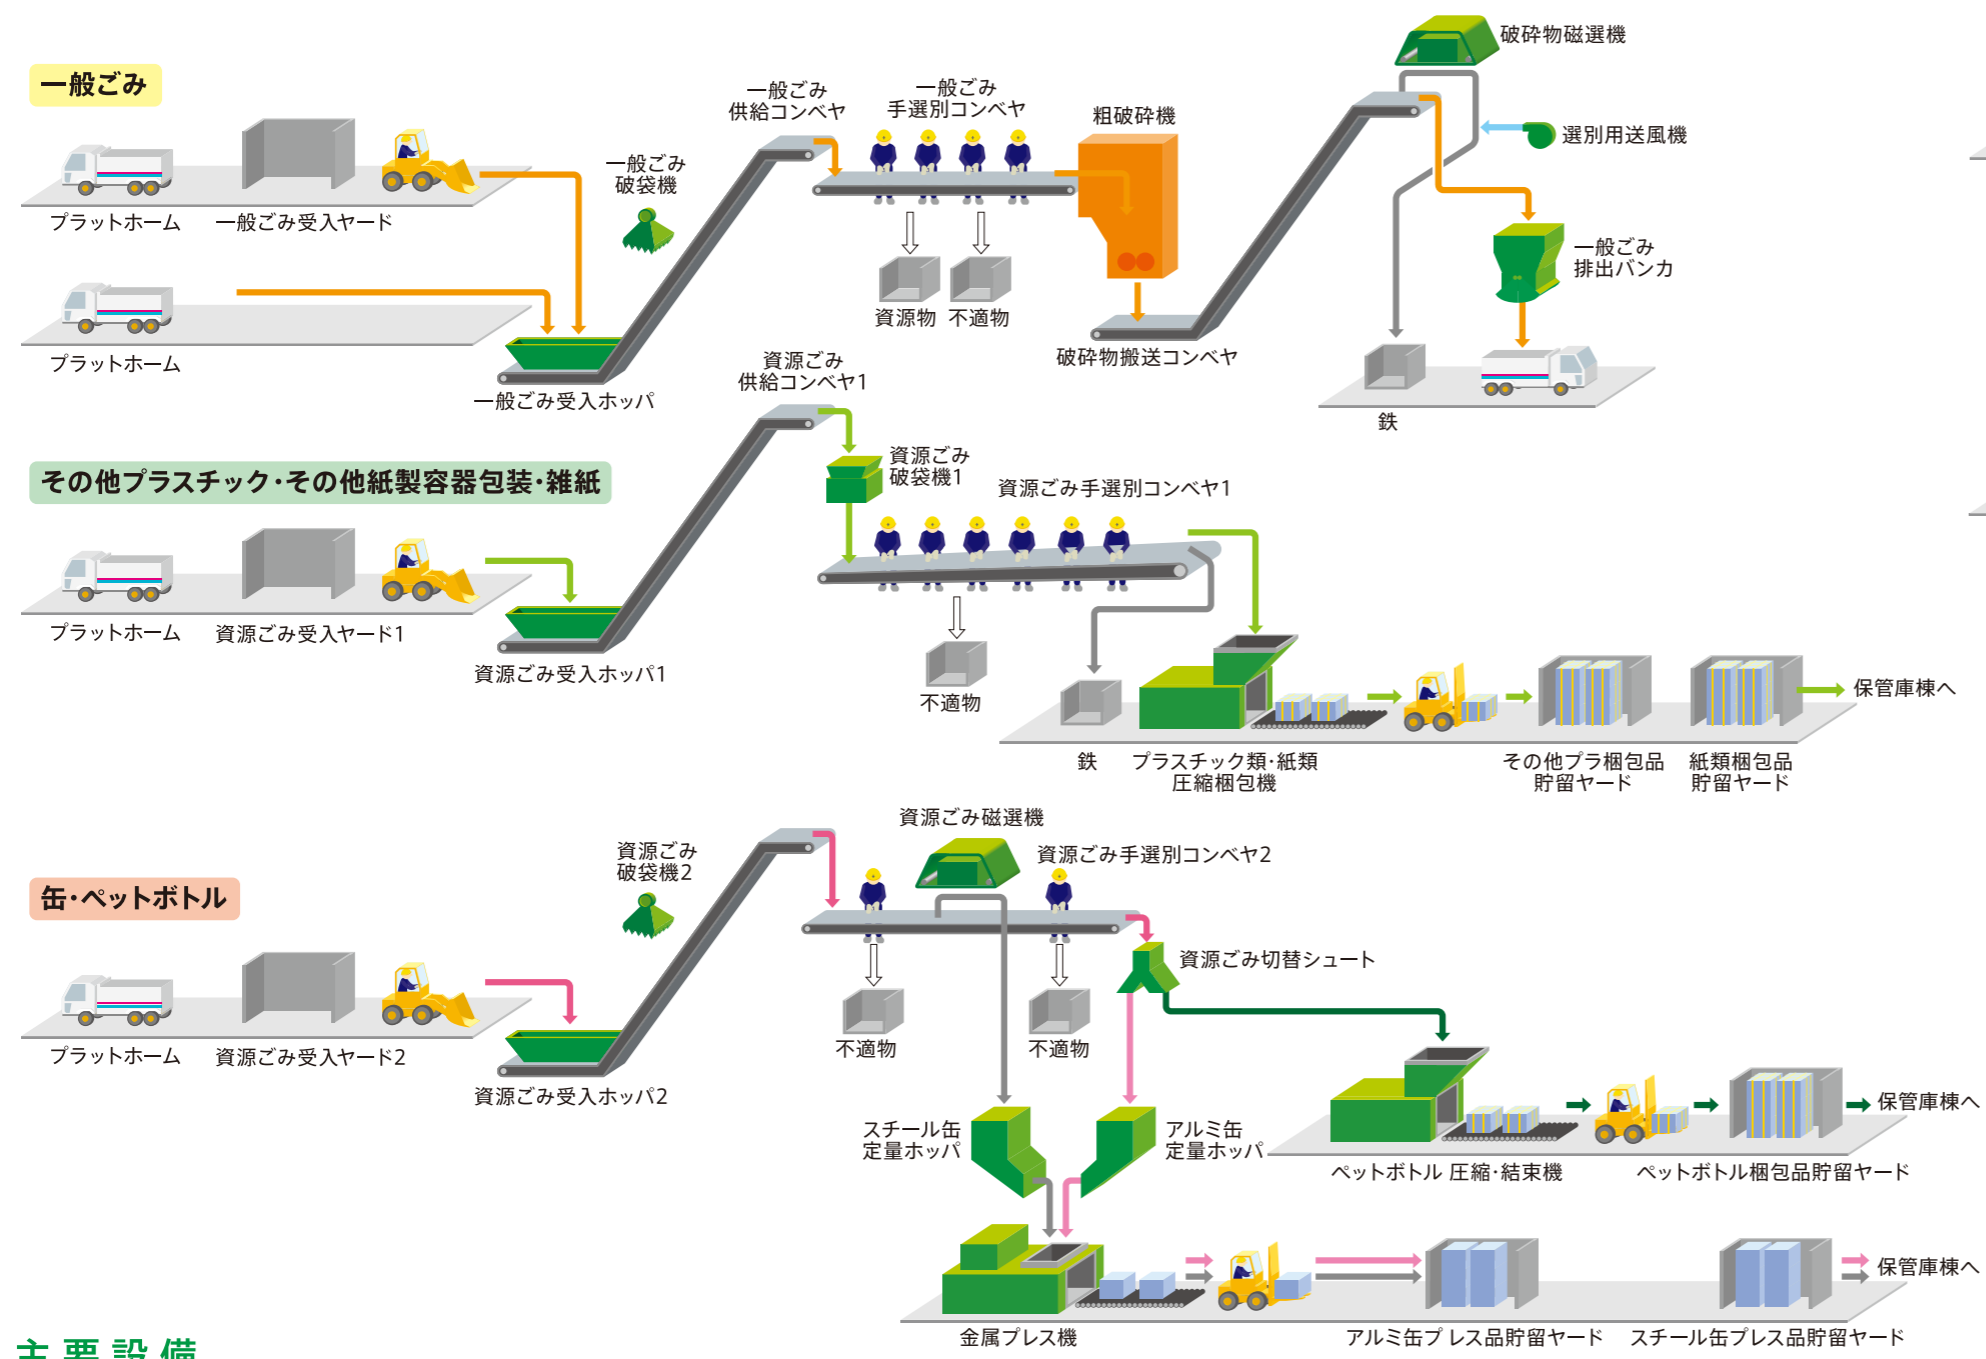 一般ごみ
プラットホーム
一般ごみ受入ヤード
プラットホーム
一般ごみ
破袋機
一般ごみ受入ホッパ
一般ごみ
供給コンベヤ
一般ごみ
手選別コンベヤ
資源物
不適物
粗破砕機
破砕物搬送コンベヤ
破砕物磁選機
選別用送風機
一般ごみ
排出バンカ
鉄
その他プラスチック・その他紙製容器包装・雑紙
プラットホーム
資源ごみ受入ヤード1
資源ごみ受入ホッパ1
資源ごみ
供給コンベヤ1
資源ごみ
破袋機1
資源ごみ手選別コンベヤ1
不適物
鉄
プラスチック類・紙類
圧縮梱包機
その他プラ梱包品
貯留ヤード
紙類梱包品
貯留ヤード
保管庫棟へ
缶・ペットボトル
プラットホーム
資源ごみ受入ヤード2
資源ごみ
破袋機2
資源ごみ受入ホッパ2
資源ごみ磁選機
資源ごみ手選別コンベヤ2
不適物
不適物
資源ごみ切替シュート
スチール缶
定量ホッパ
アルミ缶
定量ホッパ
ペットボトル 圧縮・結束機
ペットボトル梱包品貯留ヤード
保管庫棟へ
金属プレス機
アルミ缶プレス品貯留ヤード
スチール缶プレス品貯留ヤード
保管庫棟へ
主要設備